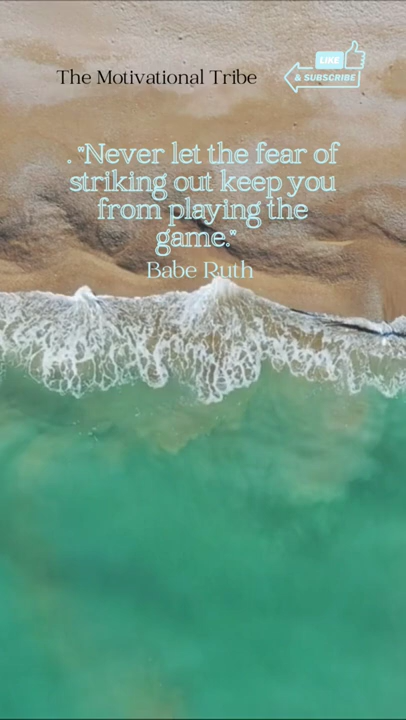 The Motivational Tribe
LIKE
& SUBSCRIBE
. "Never let the fear of
striking out keep you
from playing the
game."
Babe Ruth